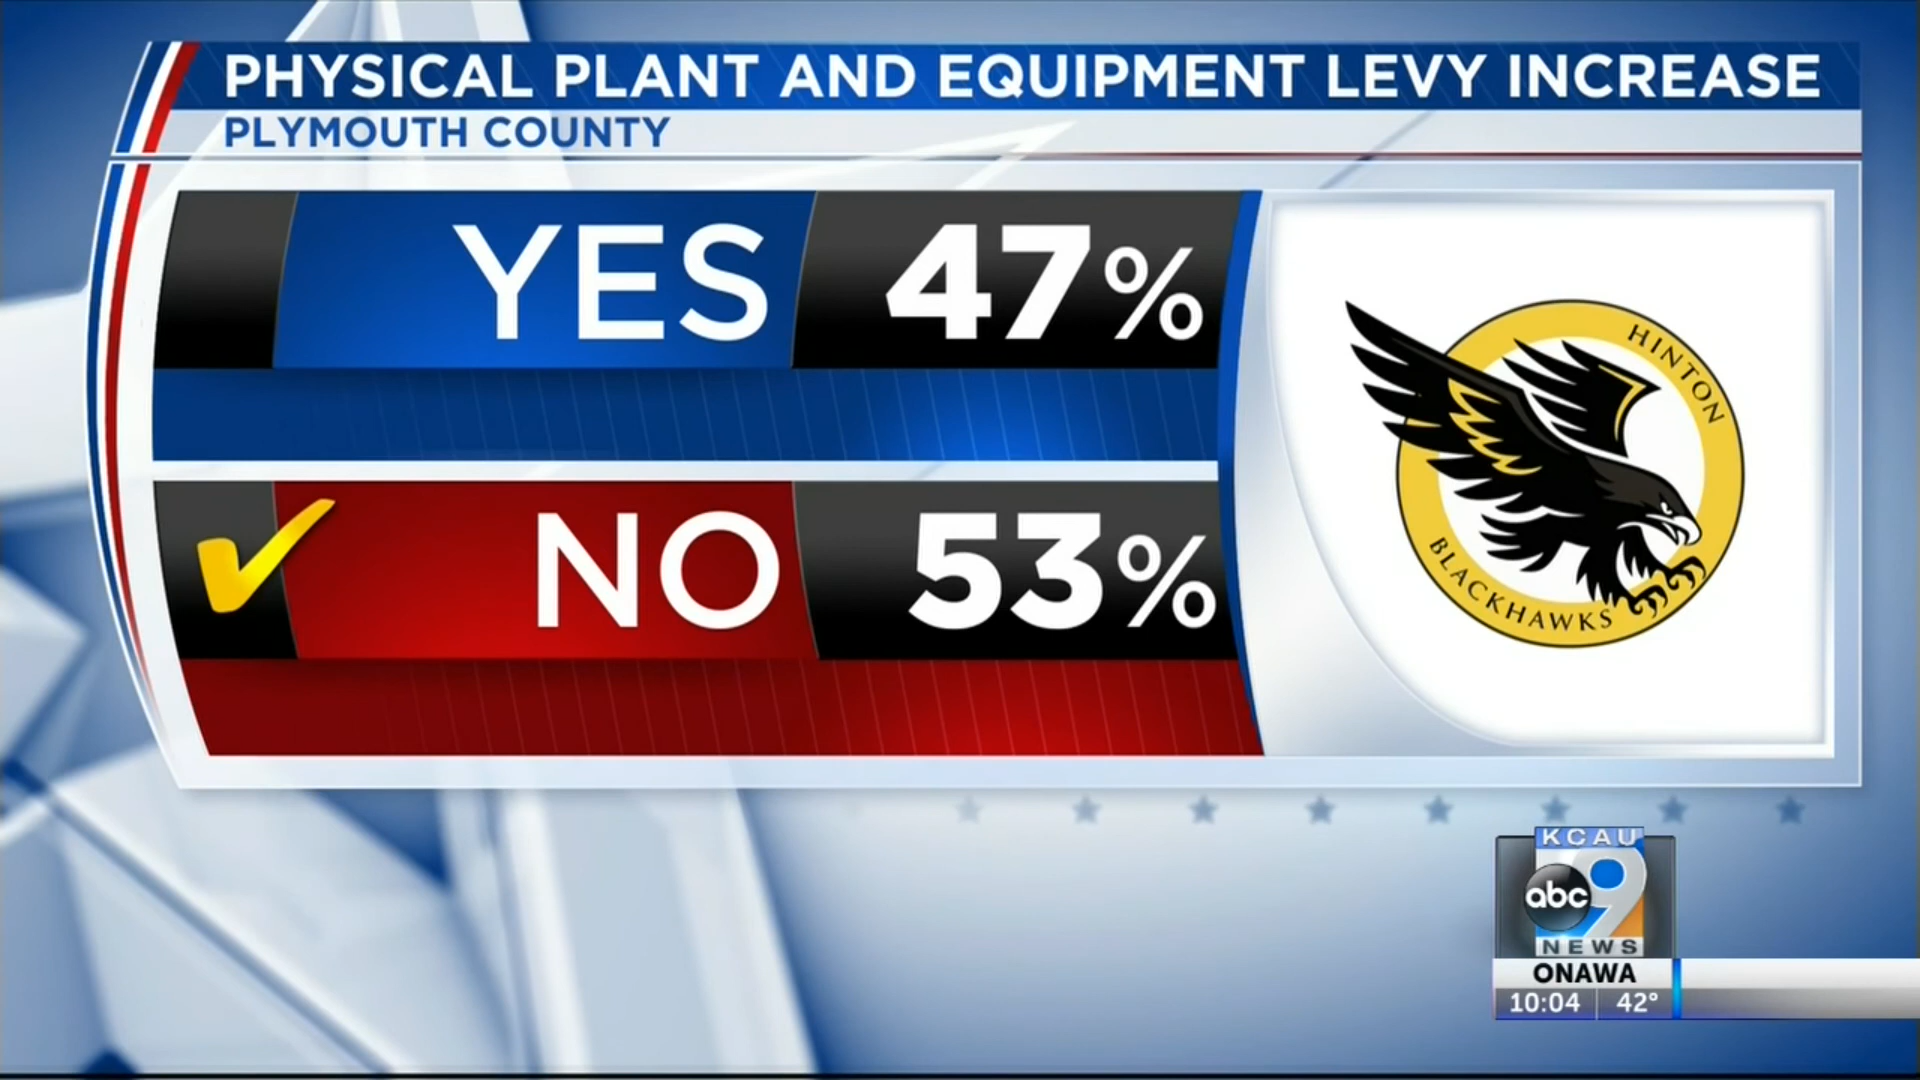 PHYSICAL PLANT AND EQUIPMENT LEVY INCREASE
PLYMOUTH COUNTY
YES 47%
NO 53%
HINTON
BLACKHAWKS
KCAU
abc 9
NEWS
ONAWA
10:04 42°